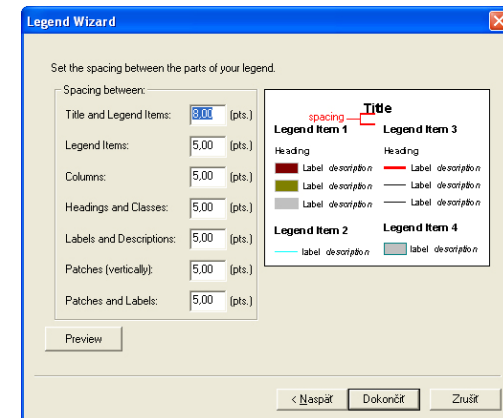 Legend Wizard
Set the spacing between the parts of your legend.
Spacing between:
Title and Legend Items: 8,00 (pts.)
Legend Items: 5,00 (pts.)
Columns: 5,00 (pts.)
Headings and Classes: 5,00 (pts.)
Labels and Descriptions: 5,00 (pts.)
Patches (vertically): 5,00 (pts.)
Patches and Labels: 5,00 (pts.)
Title
spacing
Legend Item 1 Legend Item 3
Heading Heading
Label description Label description
Label description Label description
Label description Label description
Legend Item 2 Legend Item 4
label description label description
Preview
< Naspäť Dokončiť Zrušiť